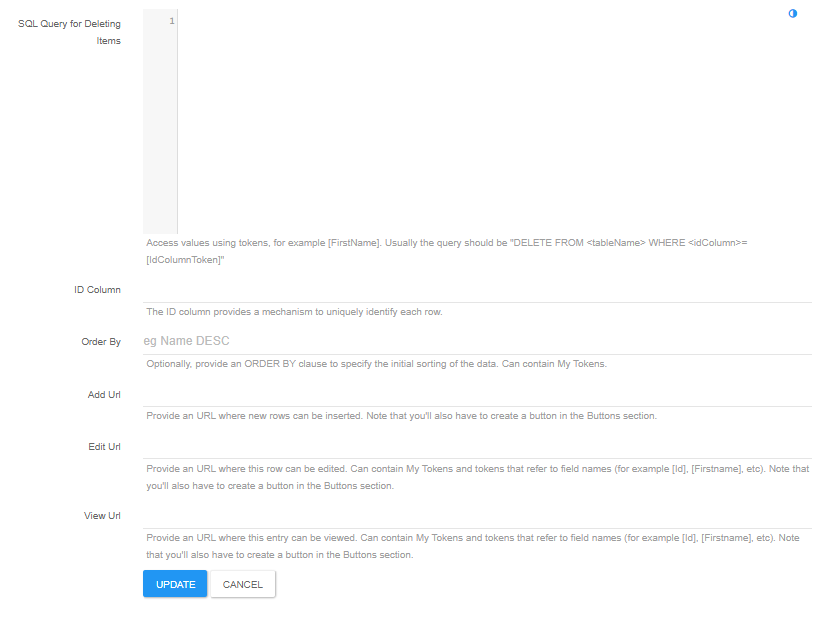 SQL Query for Deleting
Items
1
Access values using tokens, for example [FirstName]. Usually the query should be "DELETE FROM <tableName> WHERE <idColumn>=
[IdColumnToken]"
ID Column
The ID column provides a mechanism to uniquely identify each row.
Order By
eg Name DESC
Optionally, provide an ORDER BY clause to specify the initial sorting of the data. Can contain My Tokens.
Add Url
Provide an URL where new rows can be inserted. Note that you'll also have to create a button in the Buttons section.
Edit Url
Provide an URL where this row can be edited. Can contain My Tokens and tokens that refer to field names (for example [Id], [Firstname], etc). Note that
you'll also have to create a button in the Buttons section.
View Url
Provide an URL where this entry can be viewed. Can contain My Tokens and tokens that refer to field names (for example [Id], [Firstname], etc). Note
that you'll also have to create a button in the Buttons section.
UPDATE CANCEL